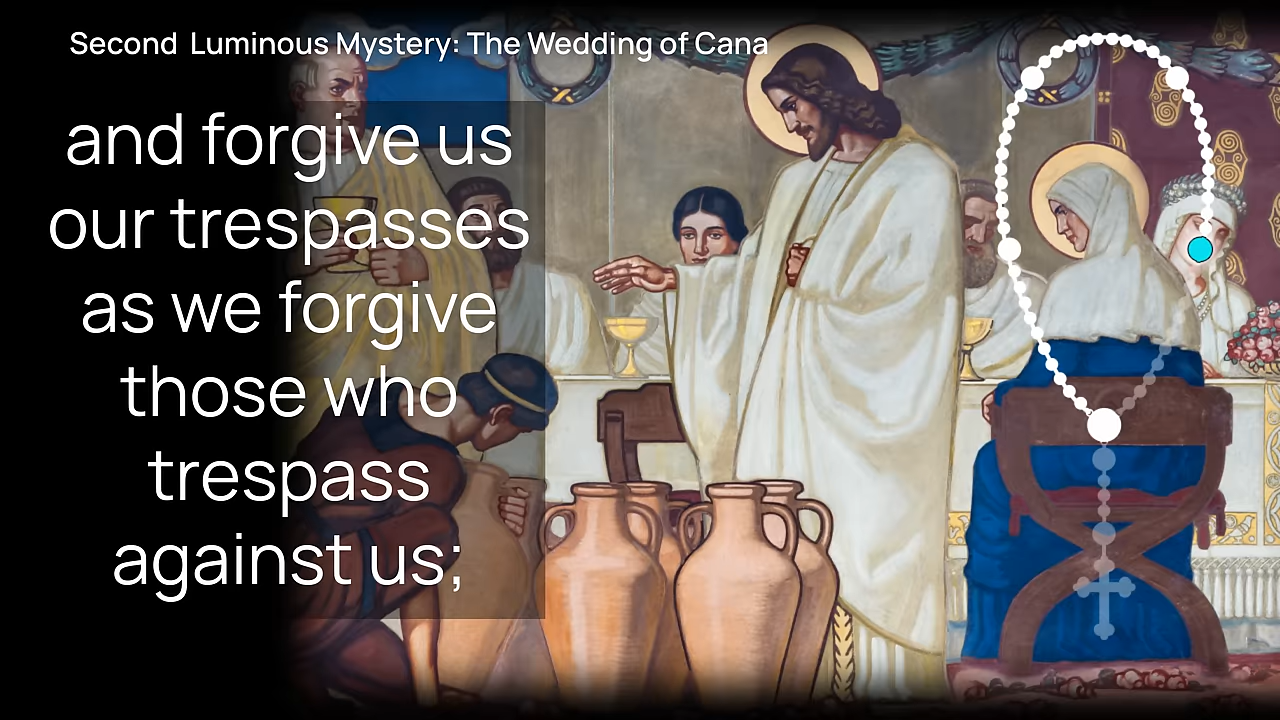 Second Luminous Mystery: The Wedding of Cana
and forgive us
our trespasses
as we forgive
those who
trespass
against us;